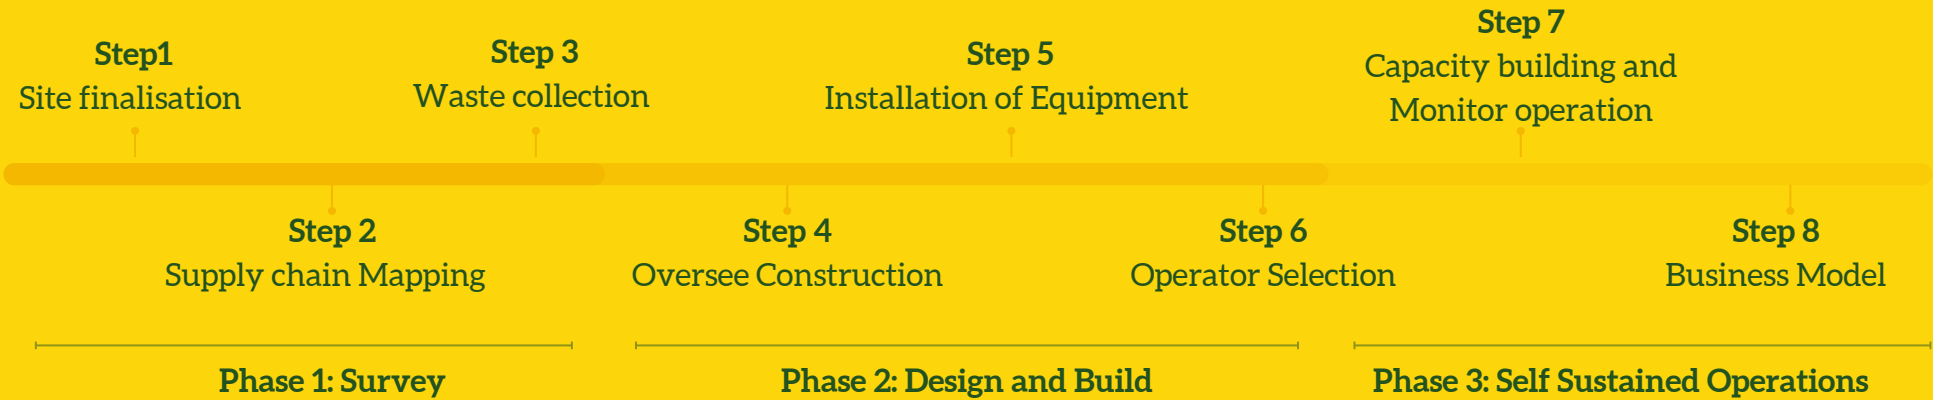 Step1
Site finalisation
Step 2
Supply chain Mapping
Step 3
Waste collection
Step 4
Oversee Construction
Step 5
Installation of Equipment
Step 6
Operator Selection
Step 7
Capacity building and
Monitor operation
Step 8
Business Model
Phase 1: Survey
Phase 2: Design and Build
Phase 3: Self Sustained Operations